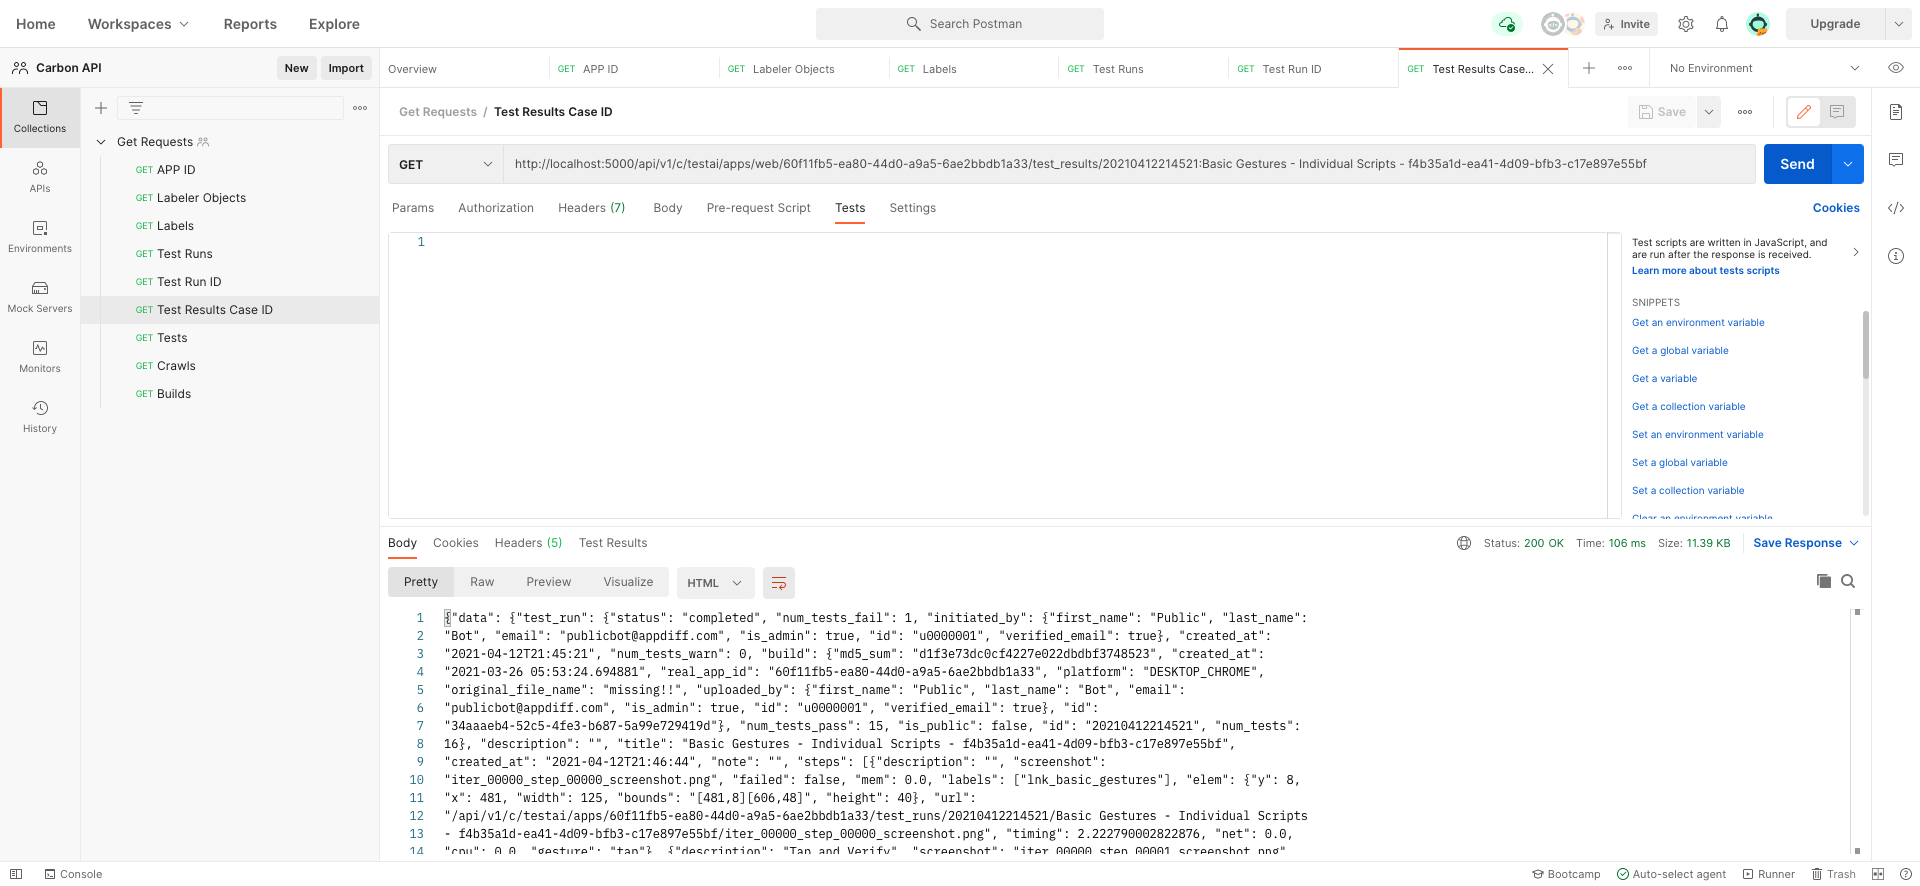 Home Workspaces Reports Explore Search Postman Invite Upgrade
Carbon API New Import
Overview GET APP ID GET Labeler Objects GET Labels GET Test Runs GET Test Run ID GET Test Results Case... No Environment
Collections
APIs
Environments
Mock Servers
Monitors
History
Get Requests
GET APP ID
GET Labeler Objects
GET Labels
GET Test Runs
GET Test Run ID
GET Test Results Case ID
GET Tests
GET Crawls
GET Builds
Get Requests / Test Results Case ID Save
GET http://localhost:5000/api/v1/c/testai/apps/web/60f11fb5-ea80-44d0-a9a5-6ae2bbdb1a33/test_results/20210412214521:Basic Gestures - Individual Scripts - f4b35a1d-ea41-4d09-bfb3-c17e897e55bf Send
Params Authorization Headers (7) Body Pre-request Script Tests Settings Cookies
1
Test scripts are written in JavaScript, and
are run after the response is received.
Learn more about tests scripts
SNIPPETS
Get an environment variable
Get a global variable
Get a variable
Get a collection variable
Set an environment variable
Set a global variable
Set a collection variable
Clear an environment variable
Body Cookies Headers (5) Test Results Status: 200 OK Time: 106 ms Size: 11.39 KB Save Response
Pretty Raw Preview Visualize HTML
1 {"data": {"test_run": {"status": "completed", "num_tests_fail": 1, "initiated_by": {"first_name": "Public", "last_name":
2 "Bot", "email": "publicbot@appdiff.com", "is_admin": true, "id": "u0000001", "verified_email": true}, "created_at":
3 "2021-04-12T21:45:21", "num_tests_warn": 0, "build": {"md5_sum": "d1f3e73dc0cf4227e022dbdbf3748523", "created_at":
4 "2021-03-26 05:53:24.694881", "real_app_id": "60f11fb5-ea80-44d0-a9a5-6ae2bbdb1a33", "platform": "DESKTOP_CHROME",
5 "original_file_name": "missing!!", "uploaded_by": {"first_name": "Public", "last_name": "Bot", "email":
6 "publicbot@appdiff.com", "is_admin": true, "id": "u0000001", "verified_email": true}, "id":
7 "34aaaeb4-52c5-4fe3-b687-5a99e729419d"}, "num_tests_pass": 15, "is_public": false, "id": "20210412214521", "num_tests":
8 16}, "description": "", "title": "Basic Gestures - Individual Scripts - f4b35a1d-ea41-4d09-bfb3-c17e897e55bf",
9 "created_at": "2021-04-12T21:46:44", "note": "", "steps": [{"description": "", "screenshot":
10 "iter_00000_step_00000_screenshot.png", "failed": false, "mem": 0.0, "labels": ["lnk_basic_gestures"], "elem": {"y": 8,
11 "x": 481, "width": 125, "bounds": "[481,8][606,48]", "height": 40}, "url":
12 "/api/v1/c/testai/apps/60f11fb5-ea80-44d0-a9a5-6ae2bbdb1a33/test_runs/20210412214521/Basic Gestures - Individual Scripts
13 - f4b35a1d-ea41-4d09-bfb3-c17e897e55bf/iter_00000_step_00000_screenshot.png", "timing": 2.222790002822876, "net": 0.0,
14 "cpu": 0.0, "gesture": "tap"}, {"description": "Tap and Verify", "screenshot": "iter_00000_step_00001_screenshot.png",
Console Bootcamp Auto-select agent Runner Trash